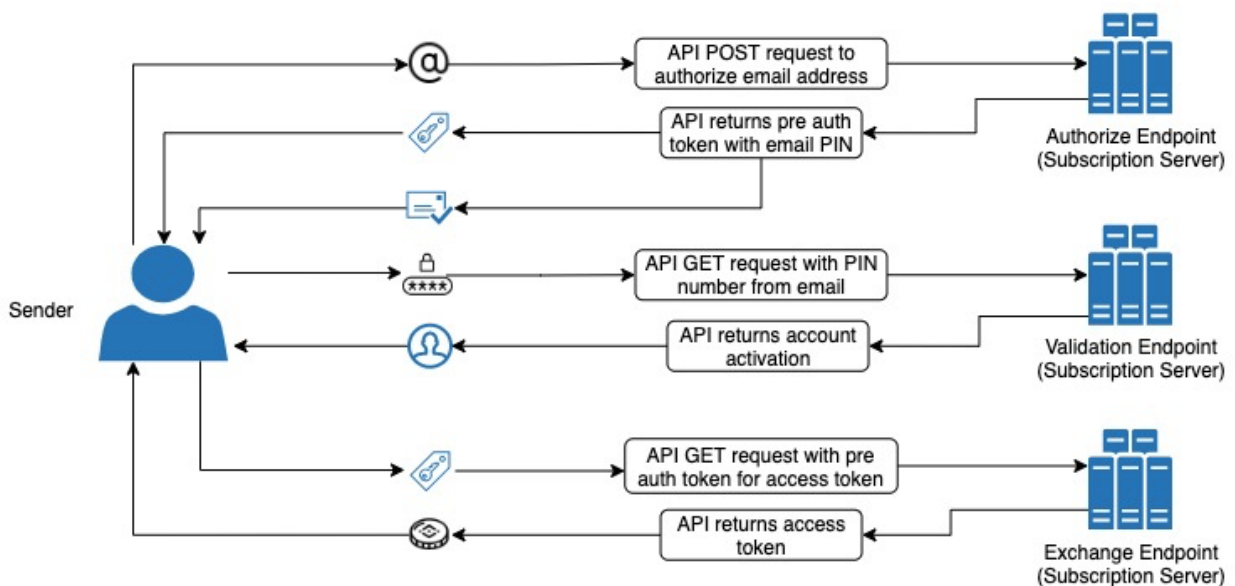 API POST request to
authorize email address
API returns pre auth
token with email PIN
Authorize Endpoint
(Subscription Server)
Sender
****
API GET request with PIN
number from email
API returns account
activation
Validation Endpoint
(Subscription Server)
API GET request with pre
auth token for access token
API returns access
token
Exchange Endpoint
(Subscription Server)